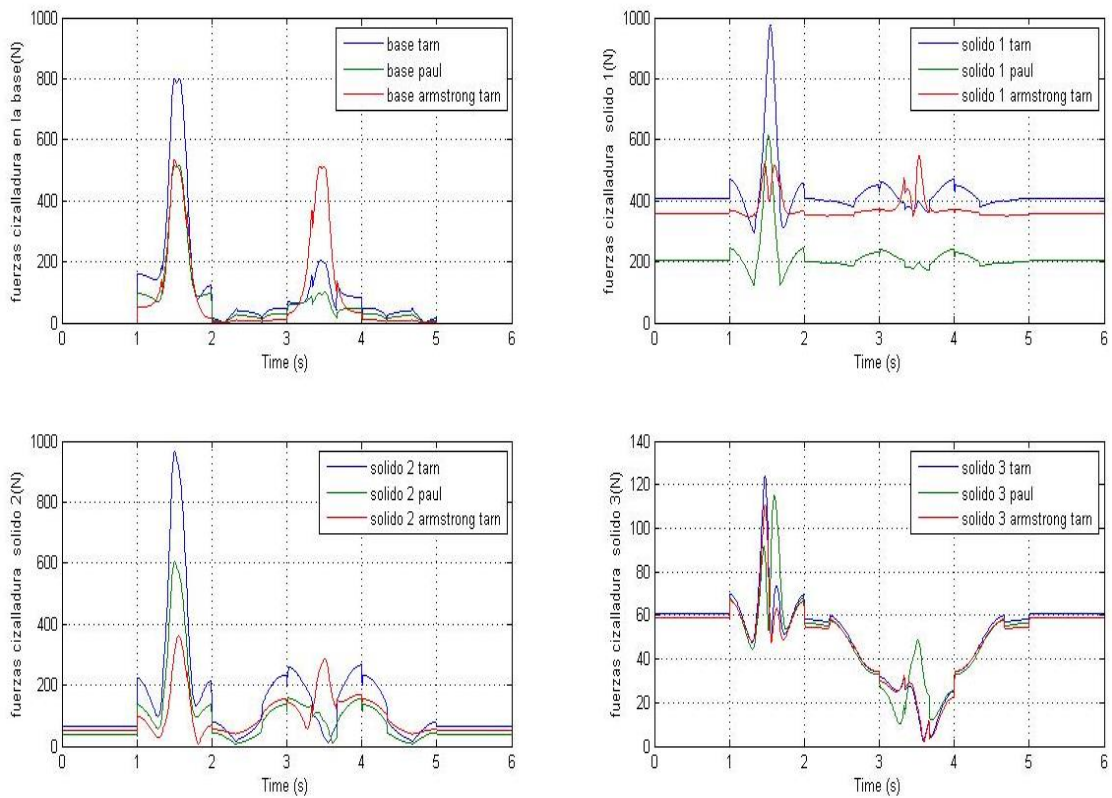 fuerzas cizalladura en la base(N)
1000
800
600
400
200
0
base tarn
base paul
base armstrong tarn
0 1 2 3 4 5 6
Time (s)
fuerzas cizalladura solido 1(N)
1000
800
600
400
200
0
solido 1 tarn
solido 1 paul
solido 1 armstrong tarn
0 1 2 3 4 5 6
Time (s)
fuerzas cizalladura solido 2(N)
1000
800
600
400
200
0
solido 2 tarn
solido 2 paul
solido 2 armstrong tarn
0 1 2 3 4 5 6
Time (s)
fuerzas cizalladura solido 3(N)
140
120
100
80
60
40
20
0
solido 3 tarn
solido 3 paul
solido 3 armstrong tarn
0 1 2 3 4 5 6
Time (s)